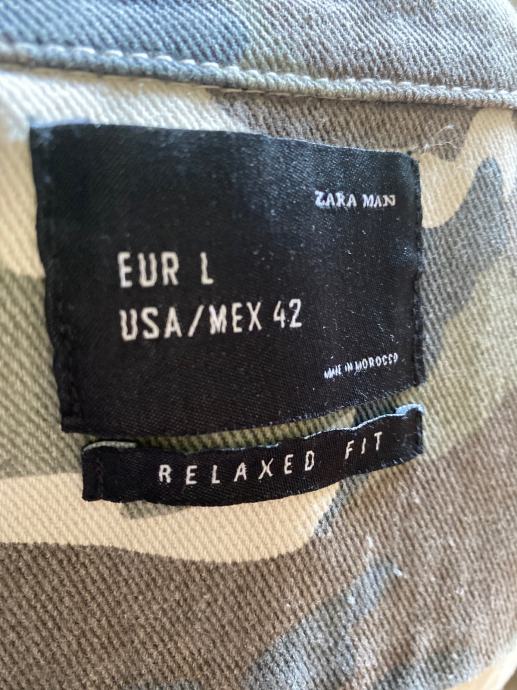 ZARA MAN
EUR L
USA/MEX 42
MADE IN MOROCCO
RELAXED FIT